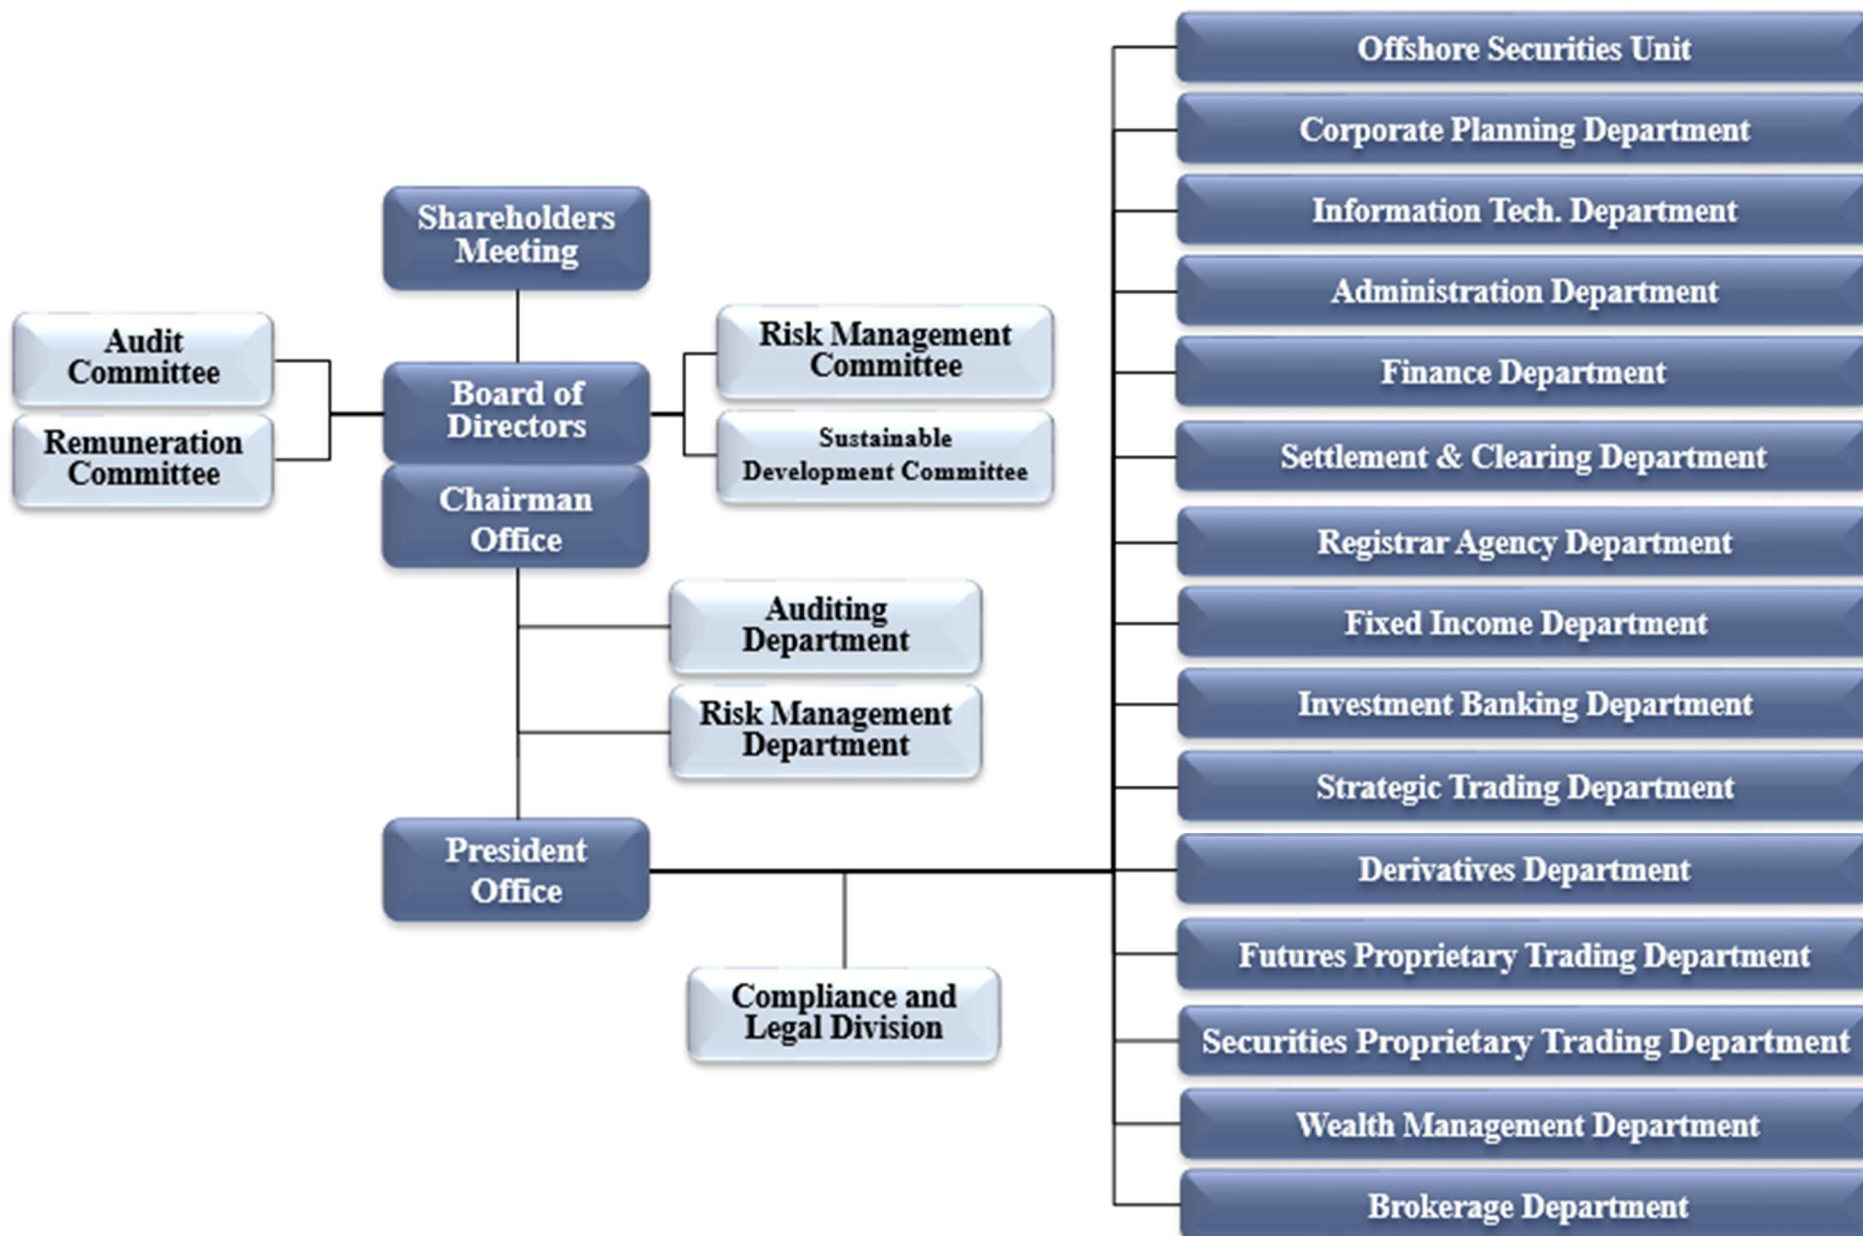 Shareholders
Meeting
Audit
Committee
Remuneration
Committee
Board of
Directors
Chairman
Office
Risk Management
Committee
Sustainable
Development Committee
Auditing
Department
Risk Management
Department
President
Office
Compliance and
Legal Division
Offshore Securities Unit
Corporate Planning Department
Information Tech. Department
Administration Department
Finance Department
Settlement & Clearing Department
Registrar Agency Department
Fixed Income Department
Investment Banking Department
Strategic Trading Department
Derivatives Department
Futures Proprietary Trading Department
Securities Proprietary Trading Department
Wealth Management Department
Brokerage Department